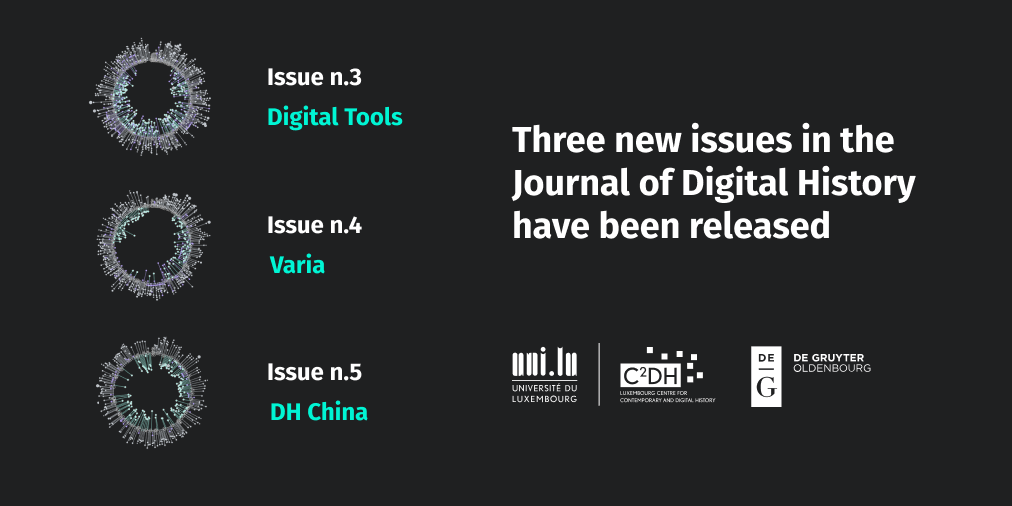 Issue n.3
Digital Tools
Issue n.4
Varia
Issue n.5
DH China
Three new issues in the
Journal of Digital History
have been released
uni.lu
UNIVERSITÉ DU
LUXEMBOURG
C²DH
LUXEMBOURG CENTRE FOR
CONTEMPORARY AND DIGITAL HISTORY
DE
G
DE GRUYTER
OLDENBOURG